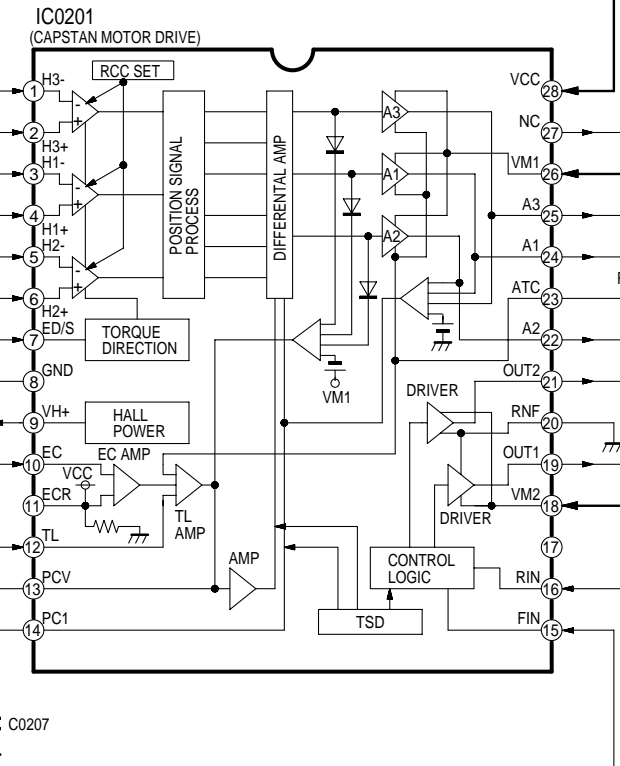 IC0201
(CAPSTAN MOTOR DRIVE)
RCC SET
H3-
1
-
+
2
H3+
H1-
3
-
+
4
H1+
H2-
5
-
+
6
H2+
ED/S
7
TORQUE
DIRECTION
8
GND
9
VH+
HALL
POWER
10
EC
EC AMP
VCC
11
ECR
TL
AMP
12
TL
13
PCV
AMP
14
PC1
POSITION SIGNAL
PROCESS
DIFFERENTAL AMP
A3
A1
A2
VM1
DRIVER
DRIVER
CONTROL
LOGIC
TSD
VCC
28
NC
27
VM1
26
A3
25
A1
24
ATC
23
A2
22
OUT2
21
RNF
20
OUT1
19
VM2
18
17
RIN
16
FIN
15
C0207